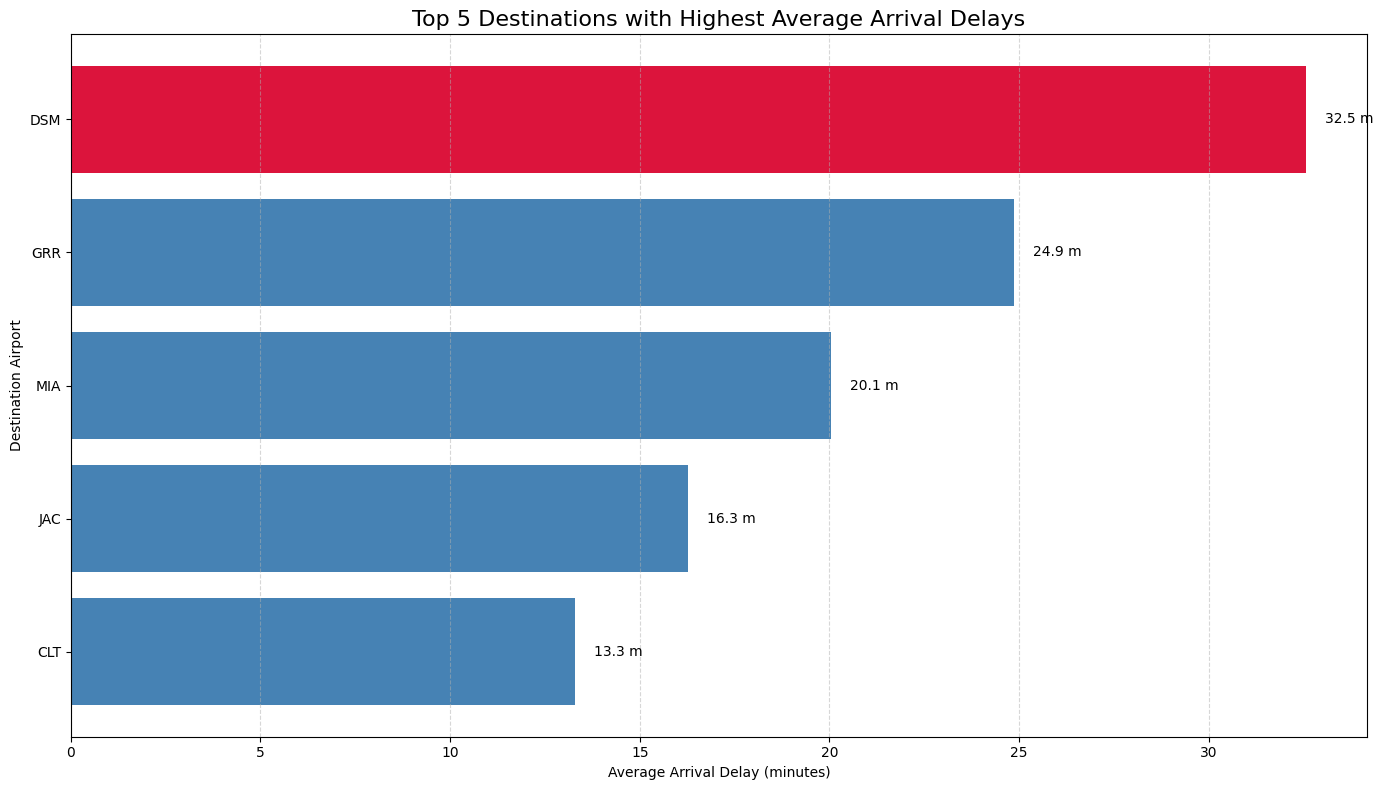 Top 5 Destinations with Highest Average Arrival Delays
DSM
32.5 m
GRR
24.9 m
MIA
20.1 m
JAC
16.3 m
CLT
13.3 m
0 5 10 15 20 25 30
Average Arrival Delay (minutes)
Destination Airport